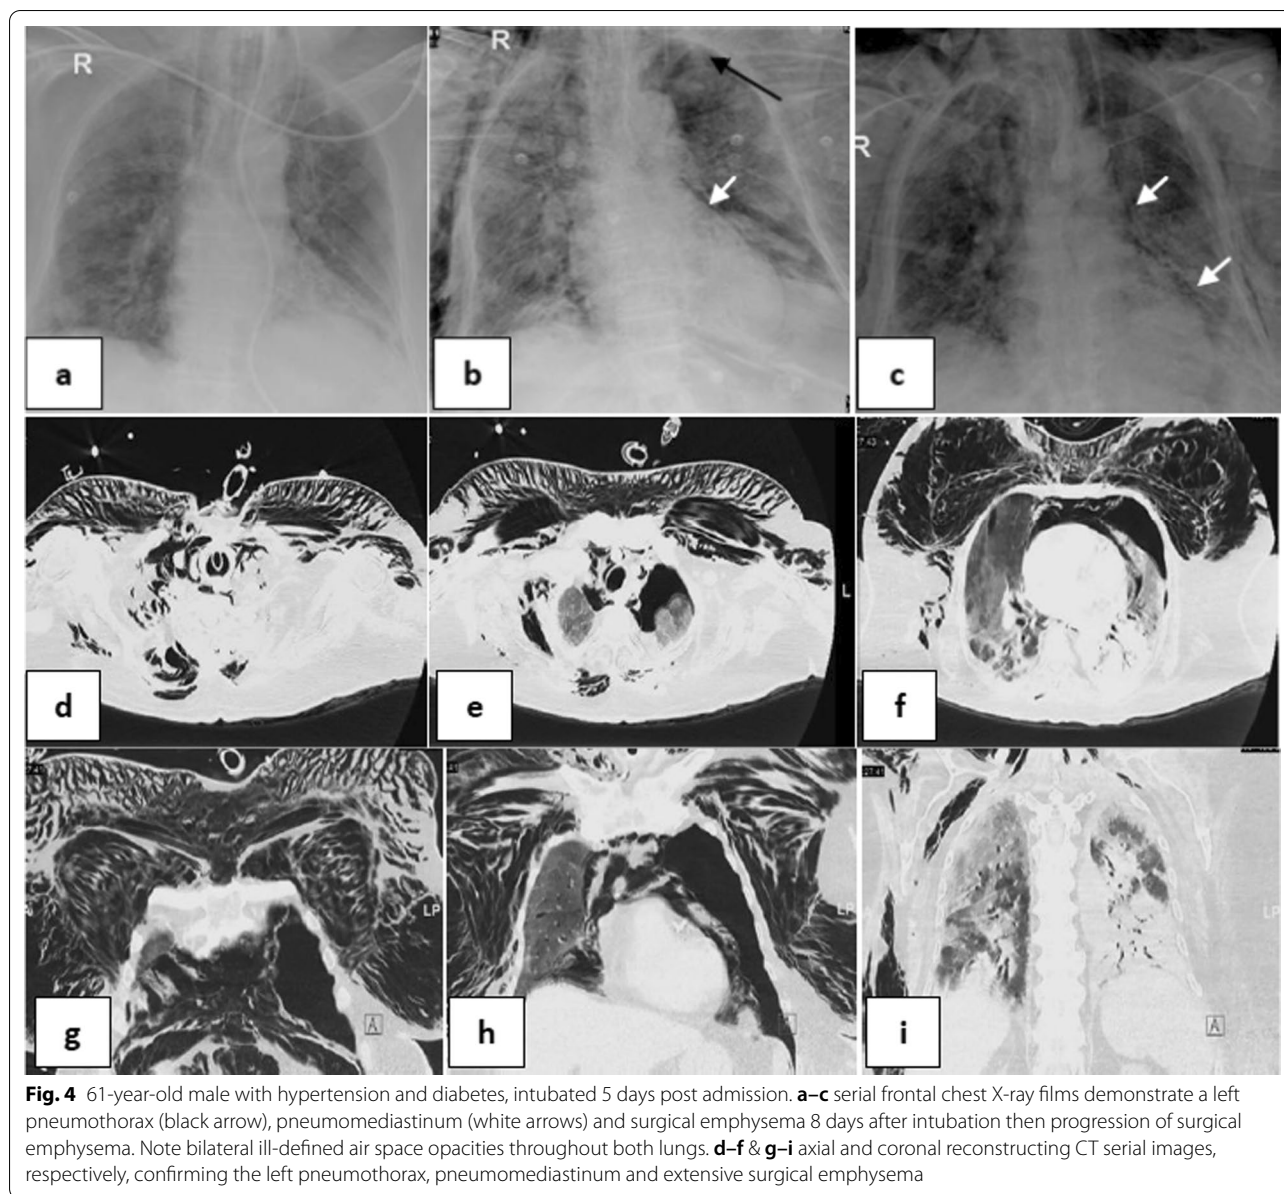 R
R
R
a
b
c
L
d
e
f
LP
LP
A
A
g
h
i
Fig. 4 61-year-old male with hypertension and diabetes, intubated 5 days post admission. a–c serial frontal chest X-ray films demonstrate a left
pneumothorax (black arrow), pneumomediastinum (white arrows) and surgical emphysema 8 days after intubation then progression of surgical
emphysema. Note bilateral ill-defined air space opacities throughout both lungs. d–f & g–i axial and coronal reconstructing CT serial images,
respectively, confirming the left pneumothorax, pneumomediastinum and extensive surgical emphysema